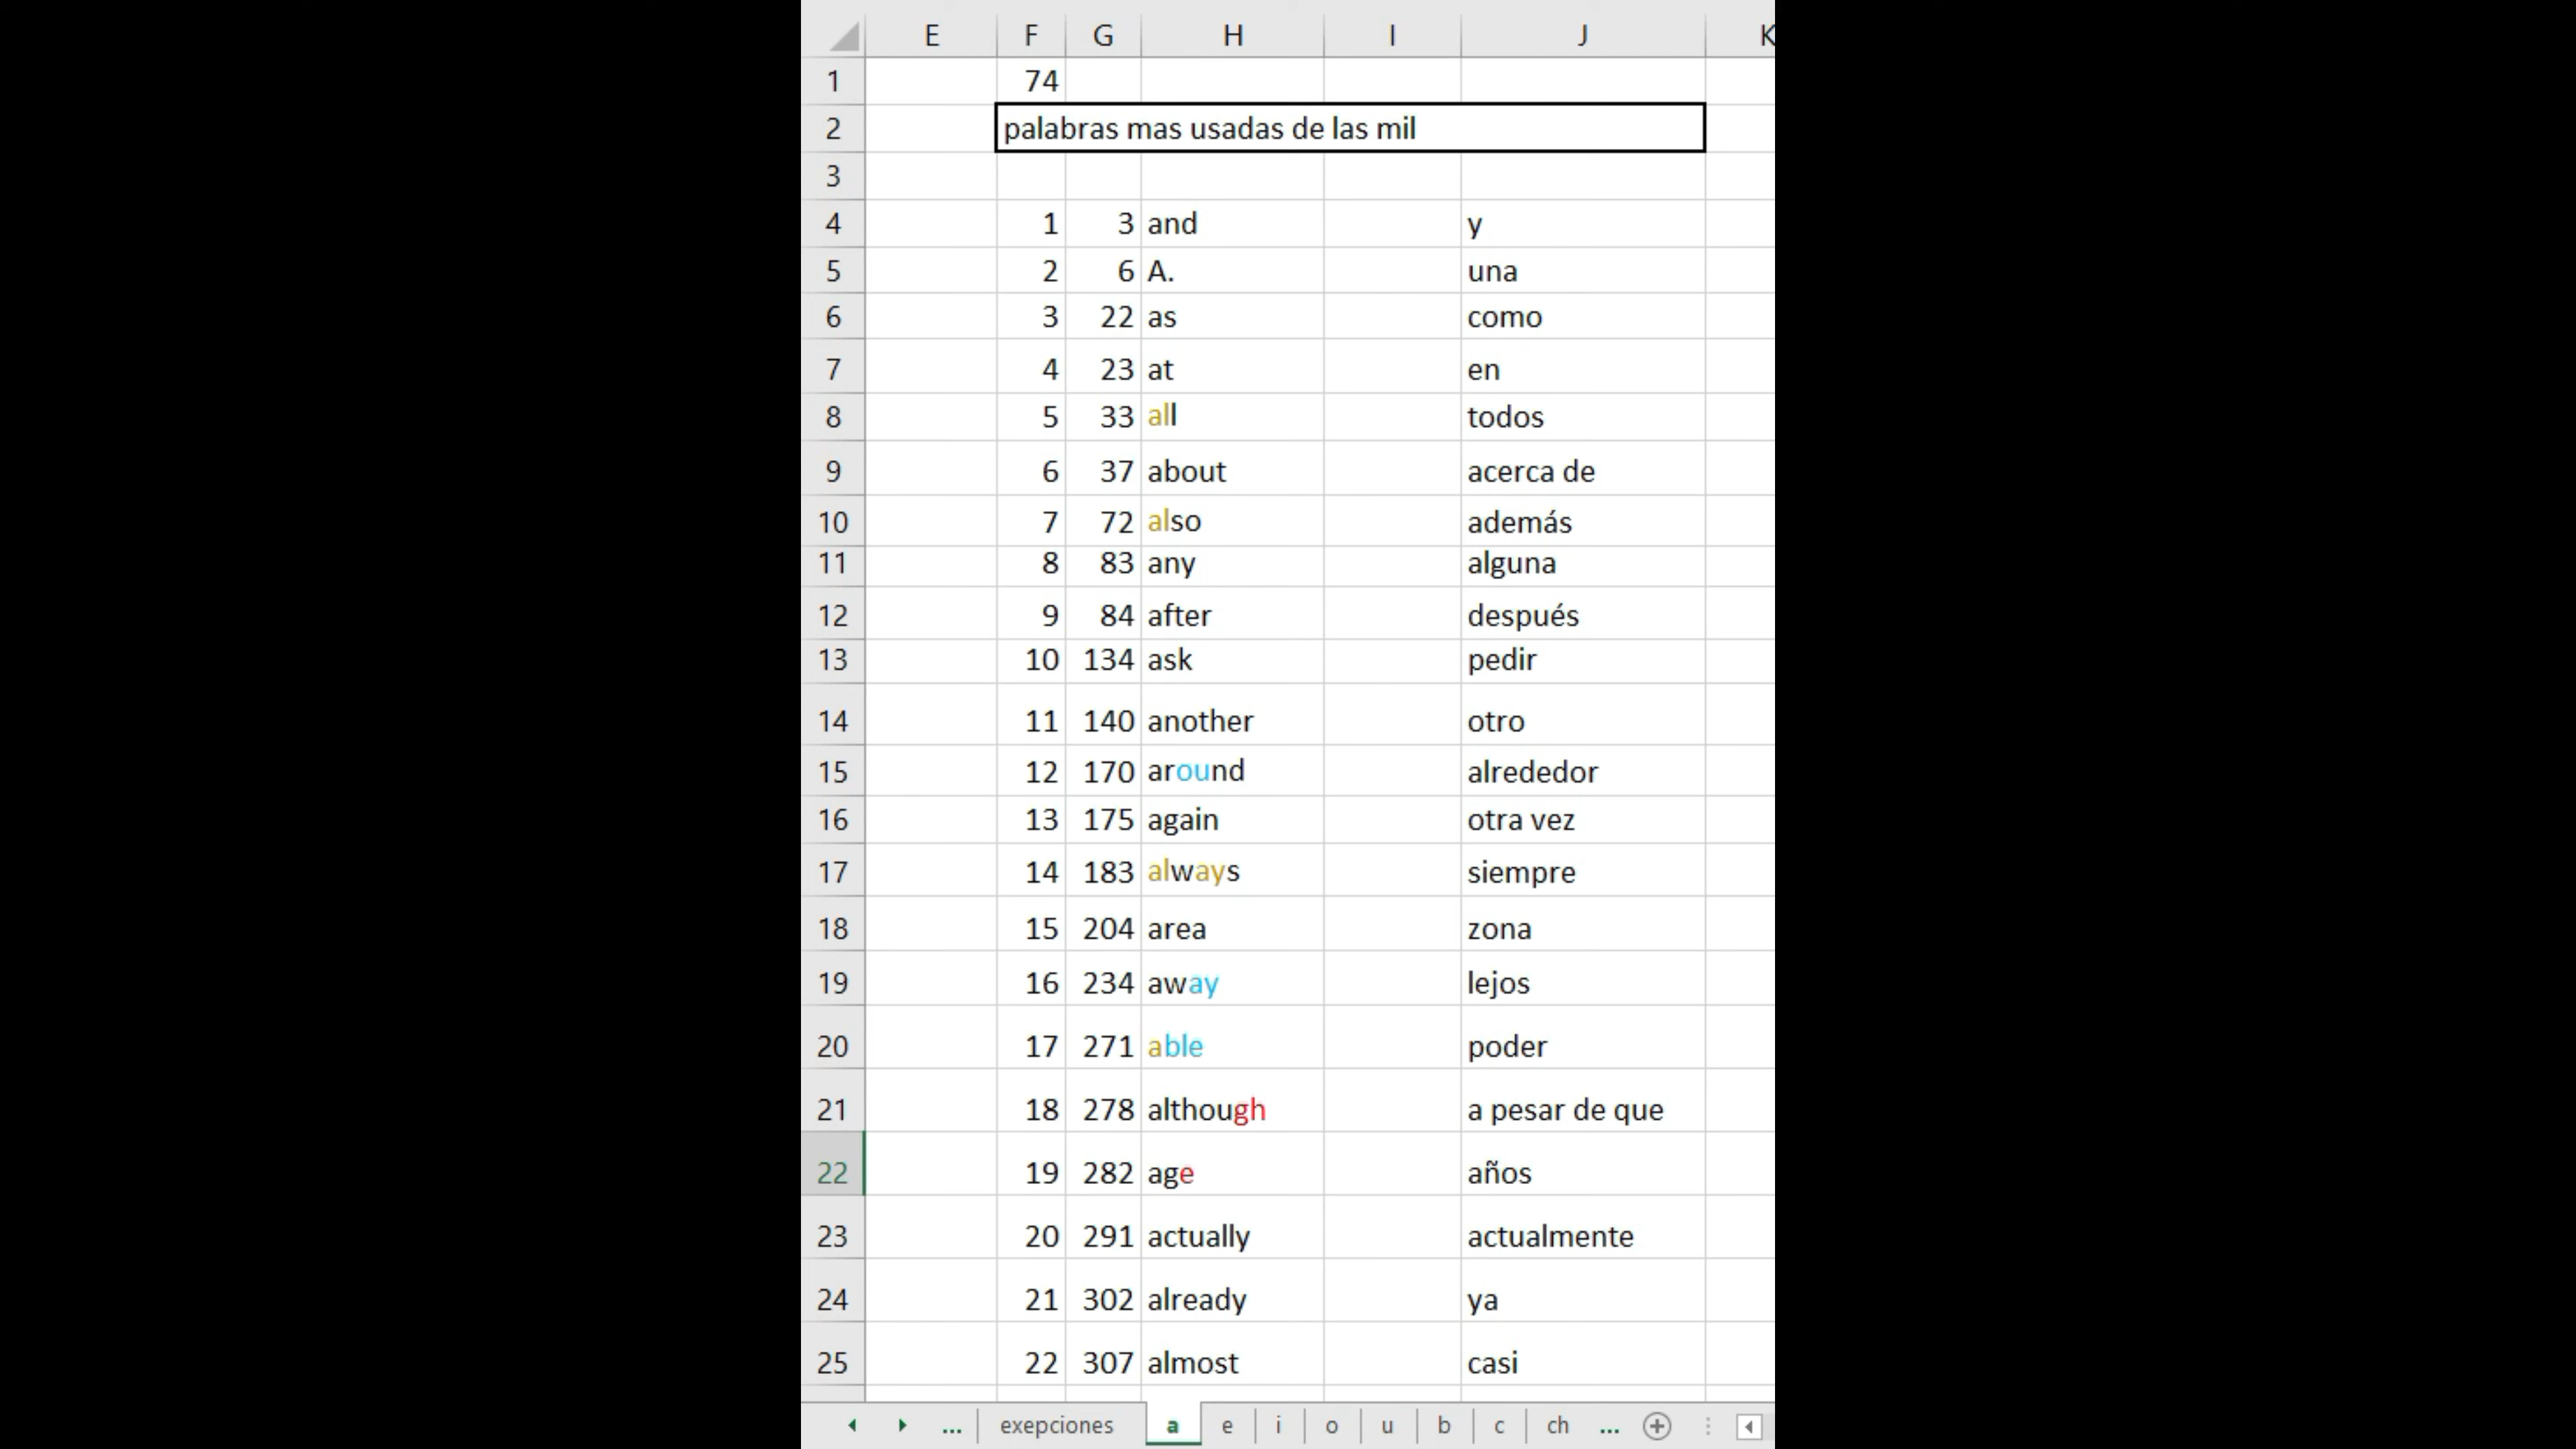 E F G H I J K
1 74
2 palabras mas usadas de las mil
3
4 1 3 and y
5 2 6 A. una
6 3 22 as como
7 4 23 at en
8 5 33 all todos
9 6 37 about acerca de
10 7 72 also además
11 8 83 any alguna
12 9 84 after después
13 10 134 ask pedir
14 11 140 another otro
15 12 170 around alrededor
16 13 175 again otra vez
17 14 183 always siempre
18 15 204 area zona
19 16 234 away lejos
20 17 271 able poder
21 18 278 although a pesar de que
22 19 282 age años
23 20 291 actually actualmente
24 21 302 already ya
25 22 307 almost casi
... exepciones a e i o u b c ch ...